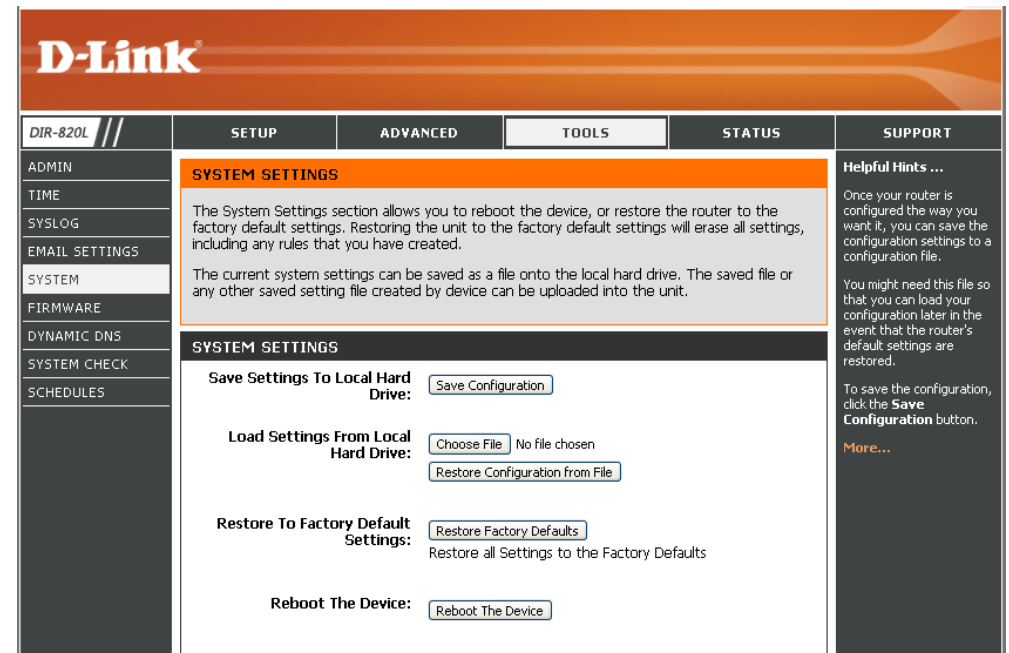 D-Link
DIR-820L
SETUP
ADVANCED
TOOLS
STATUS
SUPPORT
ADMIN
TIME
SYSLOG
EMAIL SETTINGS
SYSTEM
FIRMWARE
DYNAMIC DNS
SYSTEM CHECK
SCHEDULES
SYSTEM SETTINGS
The System Settings section allows you to reboot the device, or restore the router to the
factory default settings. Restoring the unit to the factory default settings will erase all settings,
including any rules that you have created.
The current system settings can be saved as a file onto the local hard drive. The saved file or
any other saved setting file created by device can be uploaded into the unit.
SYSTEM SETTINGS
Save Settings To Local Hard
Drive:
Save Configuration
Load Settings From Local
Hard Drive:
Choose File No file chosen
Restore Configuration from File
Restore To Factory Default
Settings:
Restore Factory Defaults
Restore all Settings to the Factory Defaults
Reboot The Device:
Reboot The Device
Helpful Hints ...
Once your router is
configured the way you
want it, you can save the
configuration settings to a
configuration file.
You might need this file so
that you can load your
configuration later in the
event that the router's
default settings are
restored.
To save the configuration,
click the Save
Configuration button.
More...